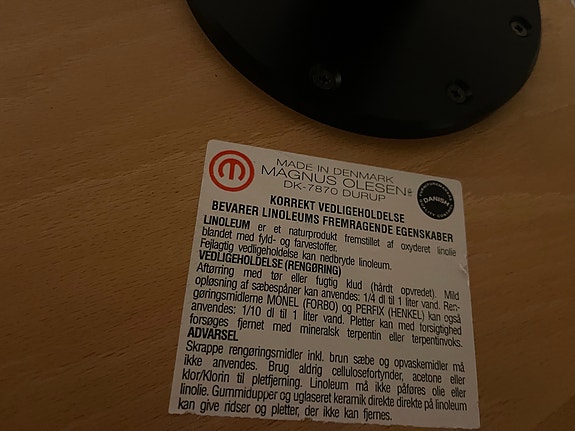 MADE IN DENMARK
MAGNUS OLESEN A/S
DK-7870 DURUP
DANISH
KORREKT VEDLIGEHOLDELSE
BEVARER LINOLEUMS FREMRAGENDE EGENSKABER
LINOLEUM er et naturprodukt fremstillet af oxyderet linolie
blandet med fyld- og farvestoffer.
Fejlagtig vedligeholdelse kan nedbryde linoleum.
VEDLIGEHOLDELSE (RENGØRING)
Aftørring med tør eller fugtig klud (hårdt opvredet). Mild
opløsning af sæbespåner kan anvendes: 1/4 dl til 1 liter vand. Ren-
gøringsmidlerne MONEL (FORBO) og PERFIX (HENKEL) kan også
anvendes: 1/10 dl til 1 liter vand. Pletter kan med forsigtighed
forsøges fjernet med mineralsk terpentin eller terpentinvoks.
ADVARSEL
Skrappe rengøringsmidler inkl. brun sæbe og opvaskemidler må
ikke anvendes. Brug aldrig cellulosefortynder, acetone eller
klor/Klorin til pletfjerning. Linoleum må ikke påføres olie eller
linolie. Gummidupper og uglaseret keramik direkte direkte på linoleum
kan give ridser og pletter, der ikke kan fjernes.